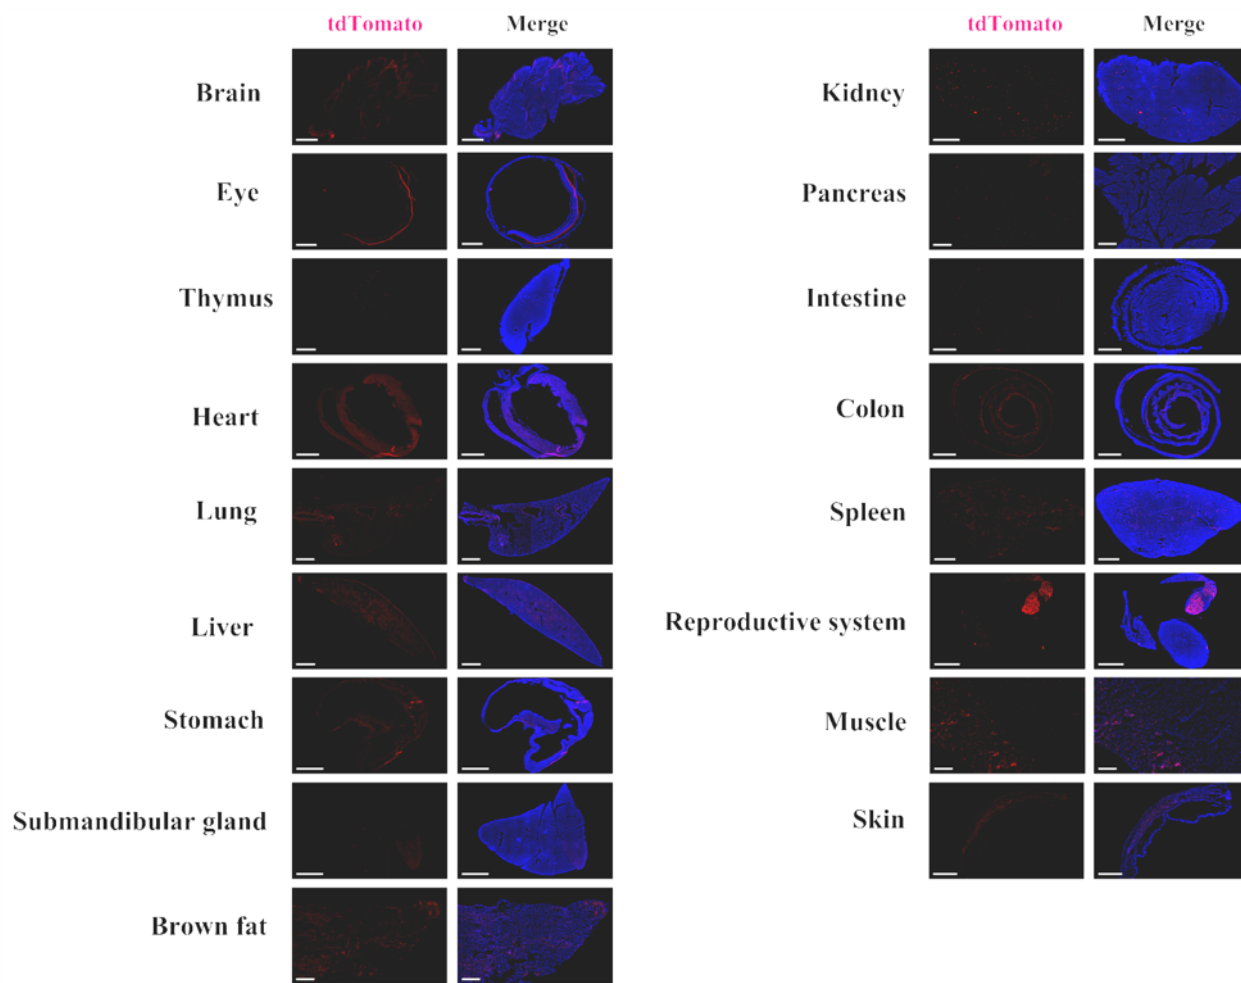 tdTomato Merge
Brain
Eye
Thymus
Heart
Lung
Liver
Stomach
Submandibular gland
Brown fat
tdTomato Merge
Kidney
Pancreas
Intestine
Colon
Spleen
Reproductive system
Muscle
Skin